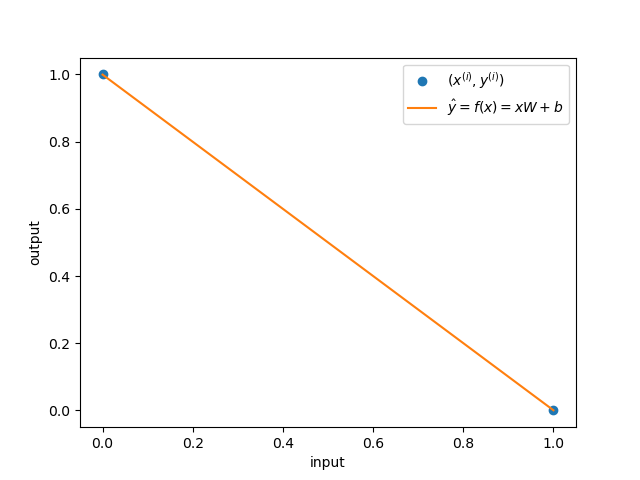 (x^{(i)}, y^{(i)})
ŷ = f(x) = xW + b
1.0
0.8
0.6
0.4
0.2
0.0
output
0.0 0.2 0.4 0.6 0.8 1.0
input